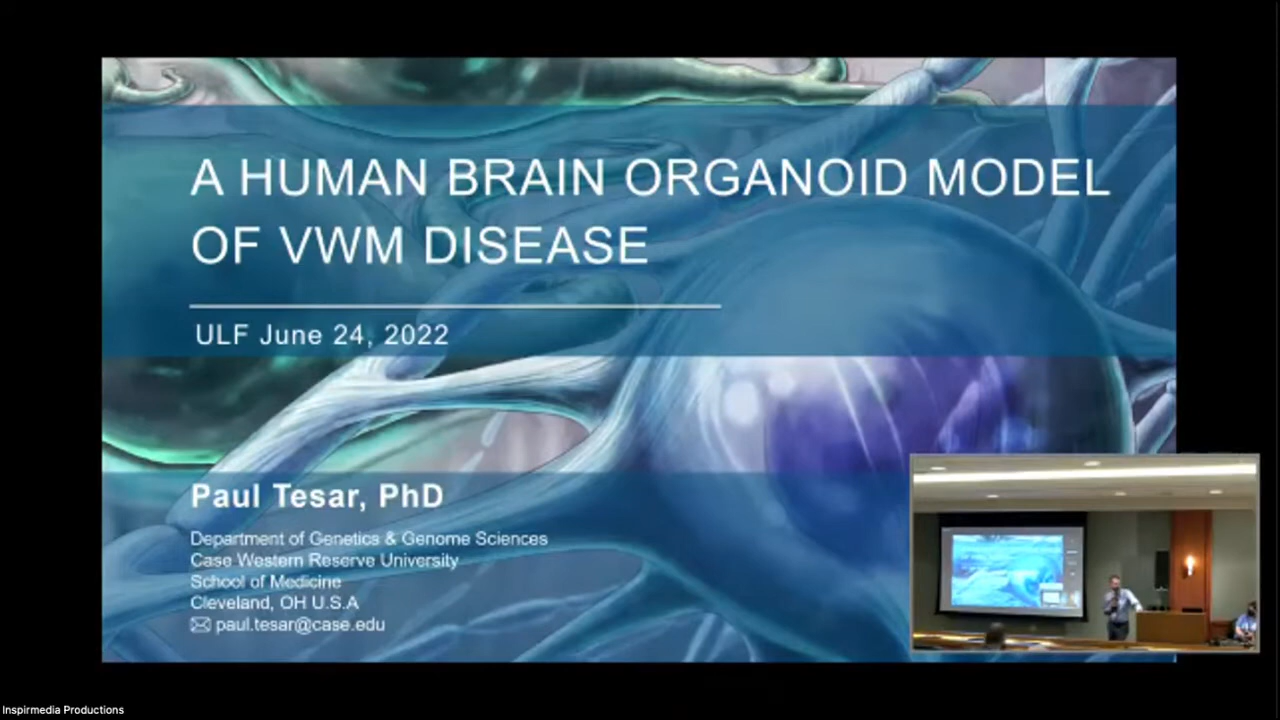 A HUMAN BRAIN ORGANOID MODEL
OF VWM DISEASE
ULF June 24, 2022
Paul Tesar, PhD
Department of Genetics & Genome Sciences
Case Western Reserve University
School of Medicine
Cleveland, OH U.S.A
paul.tesar@case.edu
Inspirmedia Productions